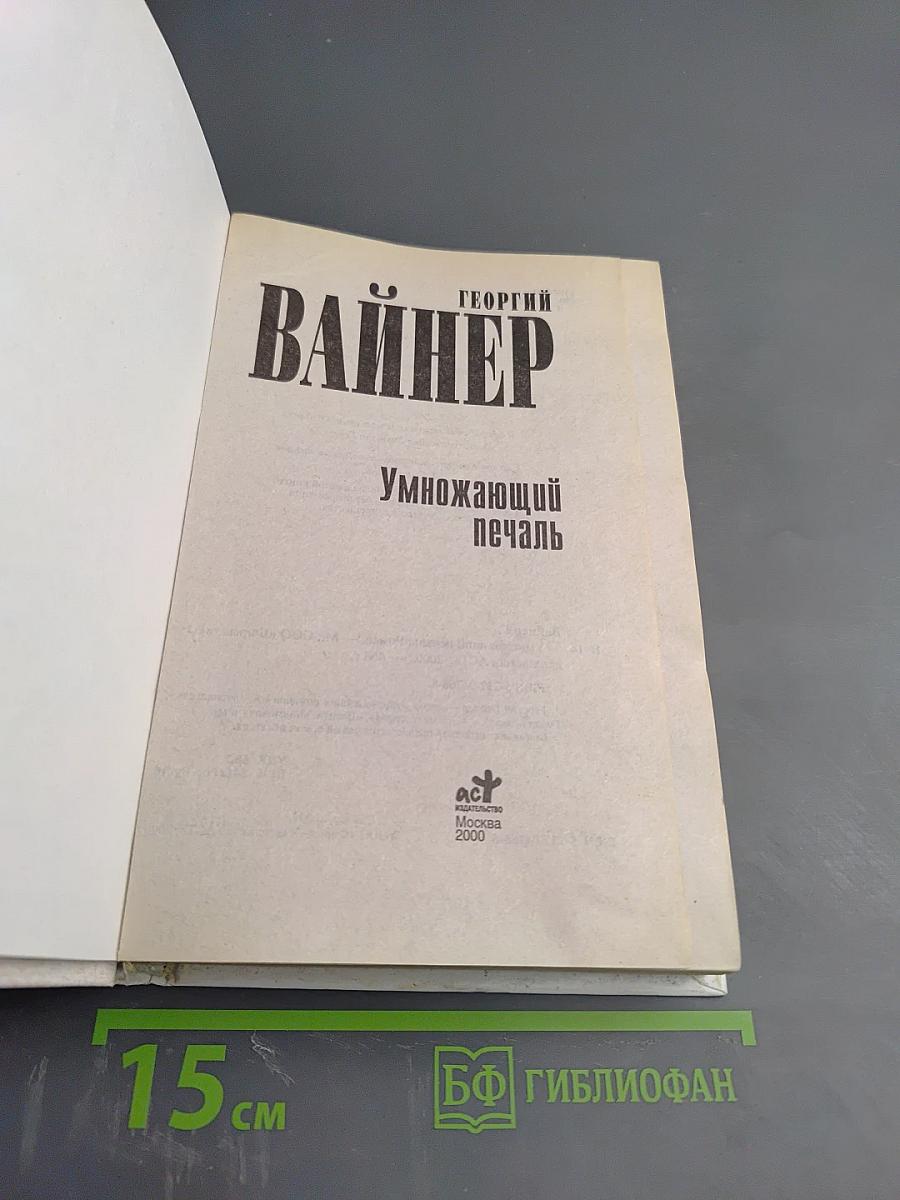 ГЕОРГИЙ
ВАЙНЕР
Умножающий
печаль
аст
ИЗДАТЕЛЬСТВО
Москва
2000
15 см
БФ ГИБЛИОФАН